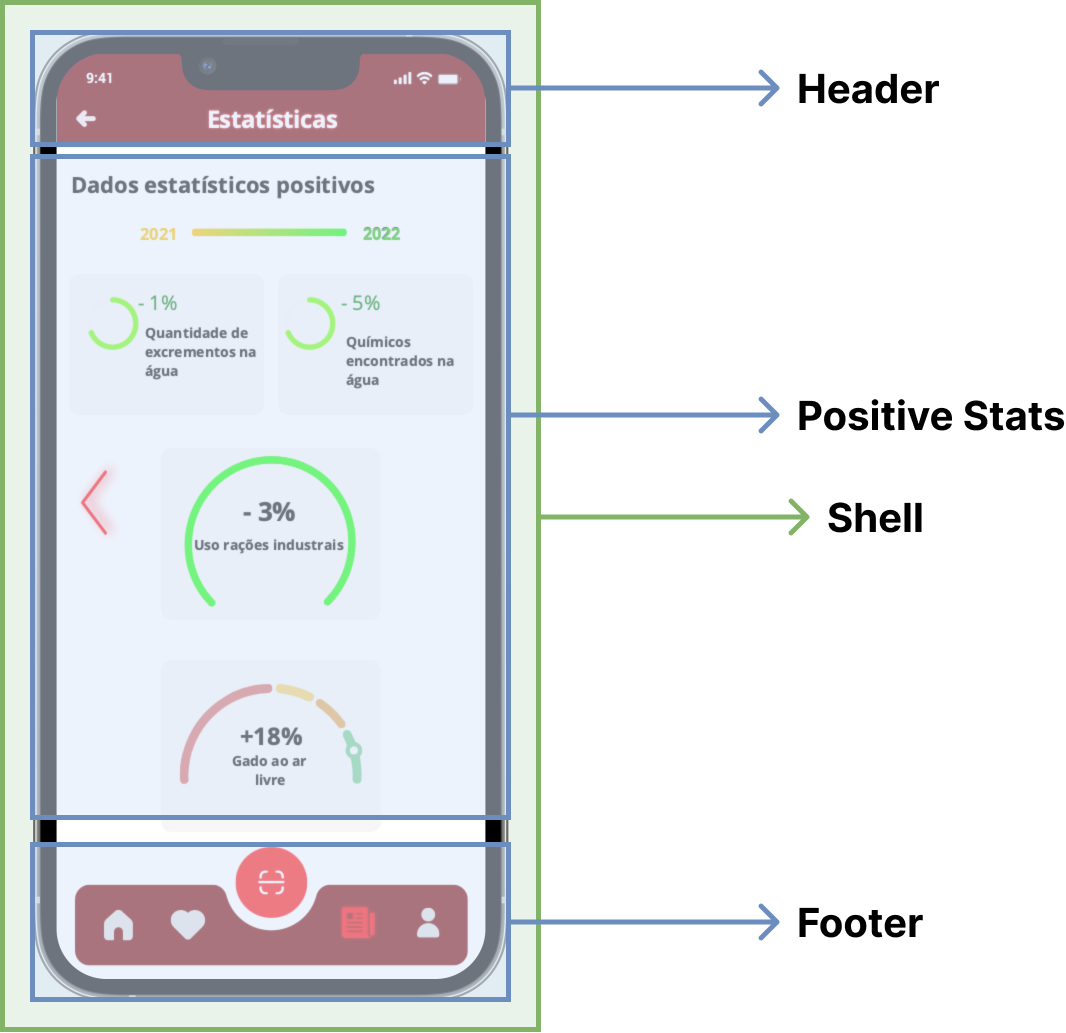 9:41
Estatísticas
Header
Dados estatísticos positivos
2021
2022
- 1%
Quantidade de
excrementos na
água
- 5%
Químicos
encontrados na
água
Positive Stats
- 3%
Uso rações industrais
Shell
+18%
Gado ao ar
livre
Footer